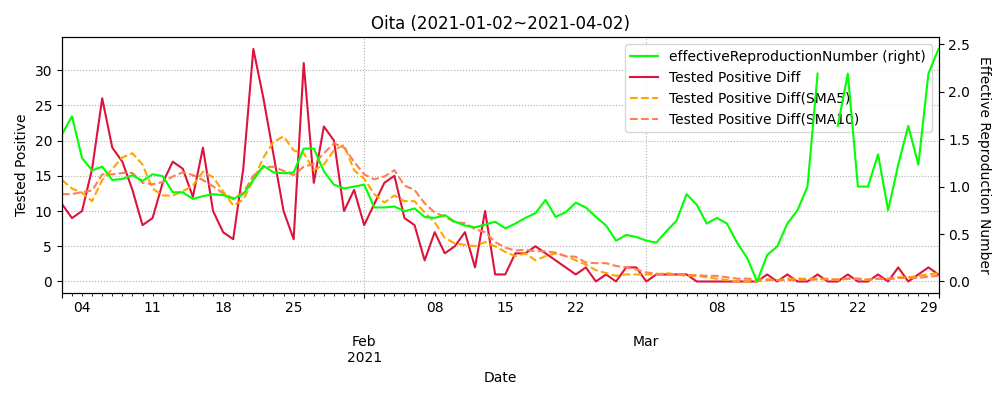 Oita (2021-01-02~2021-04-02)
effectiveReproductionNumber (right)
Tested Positive Diff
Tested Positive Diff(SMA5)
Tested Positive Diff(SMA10)
Tested Positive
30
25
20
15
10
5
0
2.5
2.0
1.5
1.0
0.5
0.0
Effective Reproduction Number
04 11 18 25 08 15 22 08 15 22 29
Feb Mar
2021
Date